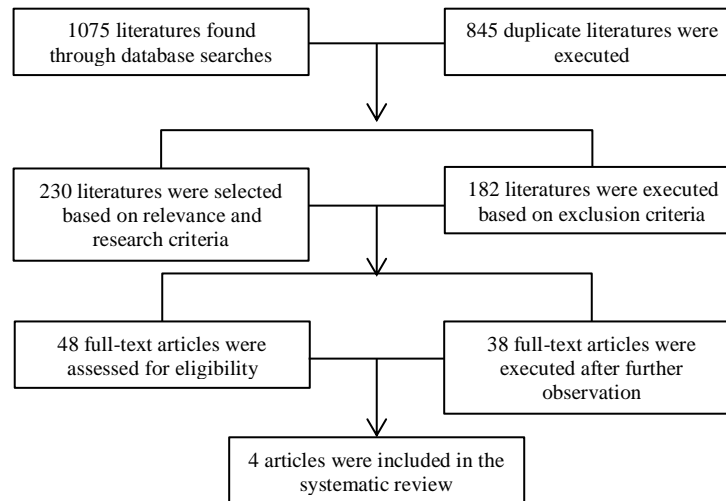 1075 literatures found
through database searches
845 duplicate literatures were
executed
230 literatures were selected
based on relevance and
research criteria
182 literatures were executed
based on exclusion criteria
48 full-text articles were
assessed for eligibility
38 full-text articles were
executed after further
observation
4 articles were included in the
systematic review